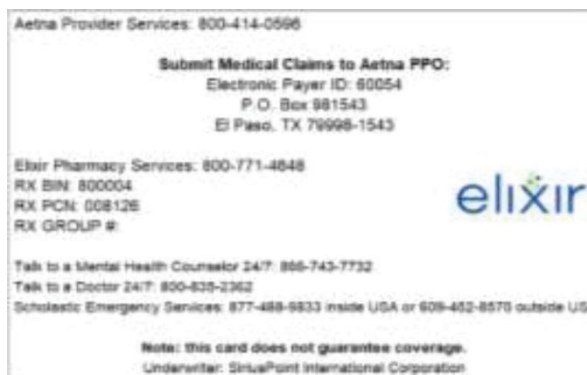 Aetna Provider Services: 800-414-0596
Submit Medical Claims to Aetna PPO:
Electronic Payer ID: 60054
P.O. Box 981543
El Paso, TX 79998-1543
Elixir Pharmacy Services: 800-771-4648
RX BIN: 800004
RX PCN: 008126
RX GROUP #:
elixir
Talk to a Mental Health Counselor 24/7: 866-743-7732
Talk to a Doctor 24/7: 800-835-2362
Scholastic Emergency Services: 877-488-9833 inside USA or 609-452-8570 outside US
Note: this card does not guarantee coverage.
Underwriter: SiriusPoint International Corporation